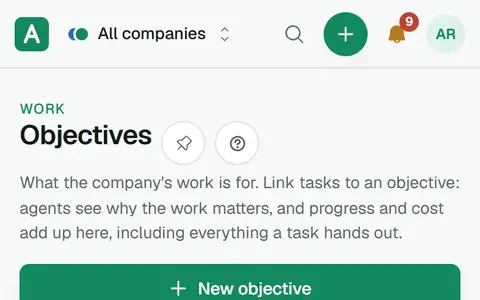 A
All companies
9
AR
WORK
Objectives
What the company's work is for. Link tasks to an objective:
agents see why the work matters, and progress and cost
add up here, including everything a task hands out.
New objective